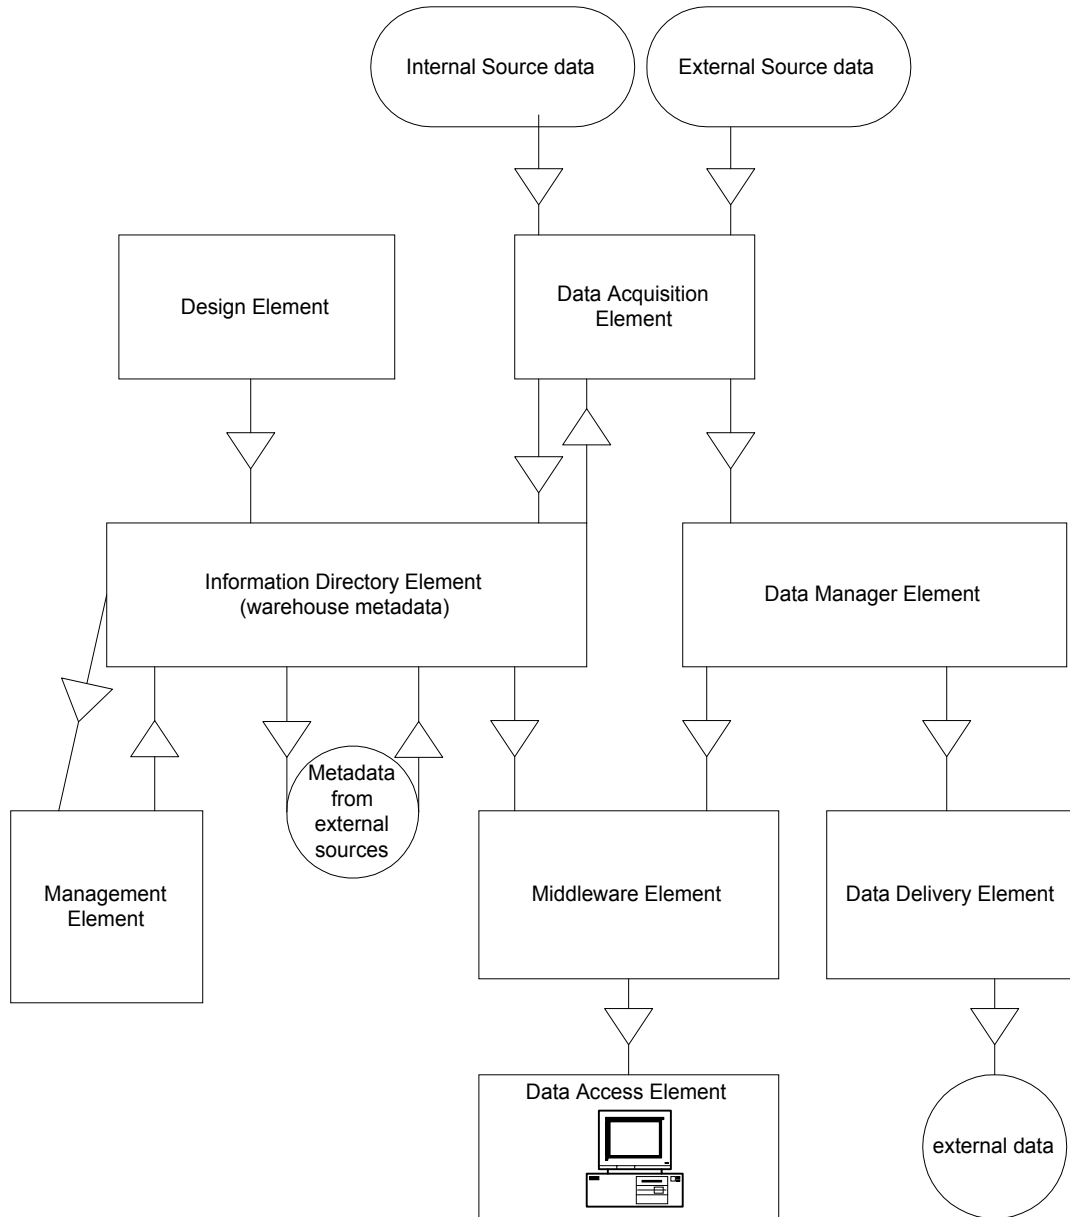 Internal Source data
External Source data
Design Element
Data Acquisition
Element
Information Directory Element
(warehouse metadata)
Data Manager Element
Metadata
from
external
sources
Management
Element
Middleware Element
Data Delivery Element
Data Access Element
external data